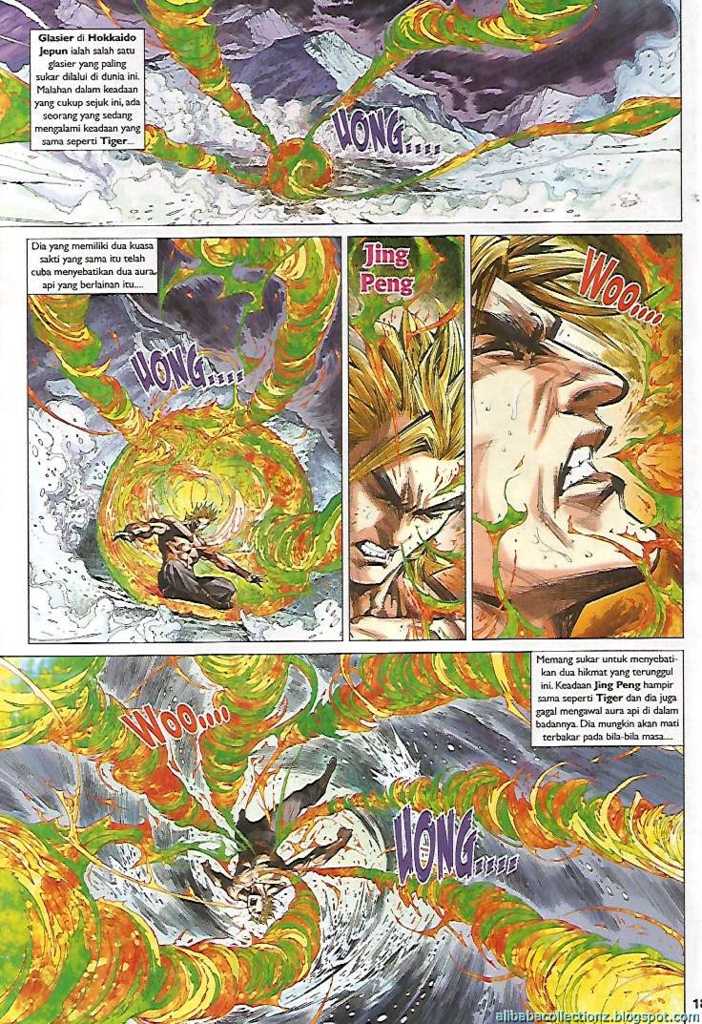 Glasier di Hokkaido
Jepun ialah salah satu
glasier yang paling
sukar dilalui di dunia ini.
Malahan dalam keadaan
yang cukup sejuk ini, ada
seorang yang sedang
mengalami keadaan yang
sama seperti Tiger...
UONG....
Dia yang memiliki dua kuasa
sakti yang sama itu telah
cuba menyebatikan dua aura
api yang berlainan itu....
UONG....
Jing
Peng
WOO....
Memang sukar untuk menyebati-
kan dua hikmat yang terunggul
ini. Keadaan Jing Peng hampir
sama seperti Tiger dan dia juga
gagal mengawal aura api di dalam
badannya. Dia mungkin akan mati
terbakar pada bila-bila masa....
WOO....
UONG....
alibabacollectionz.blogspot.com